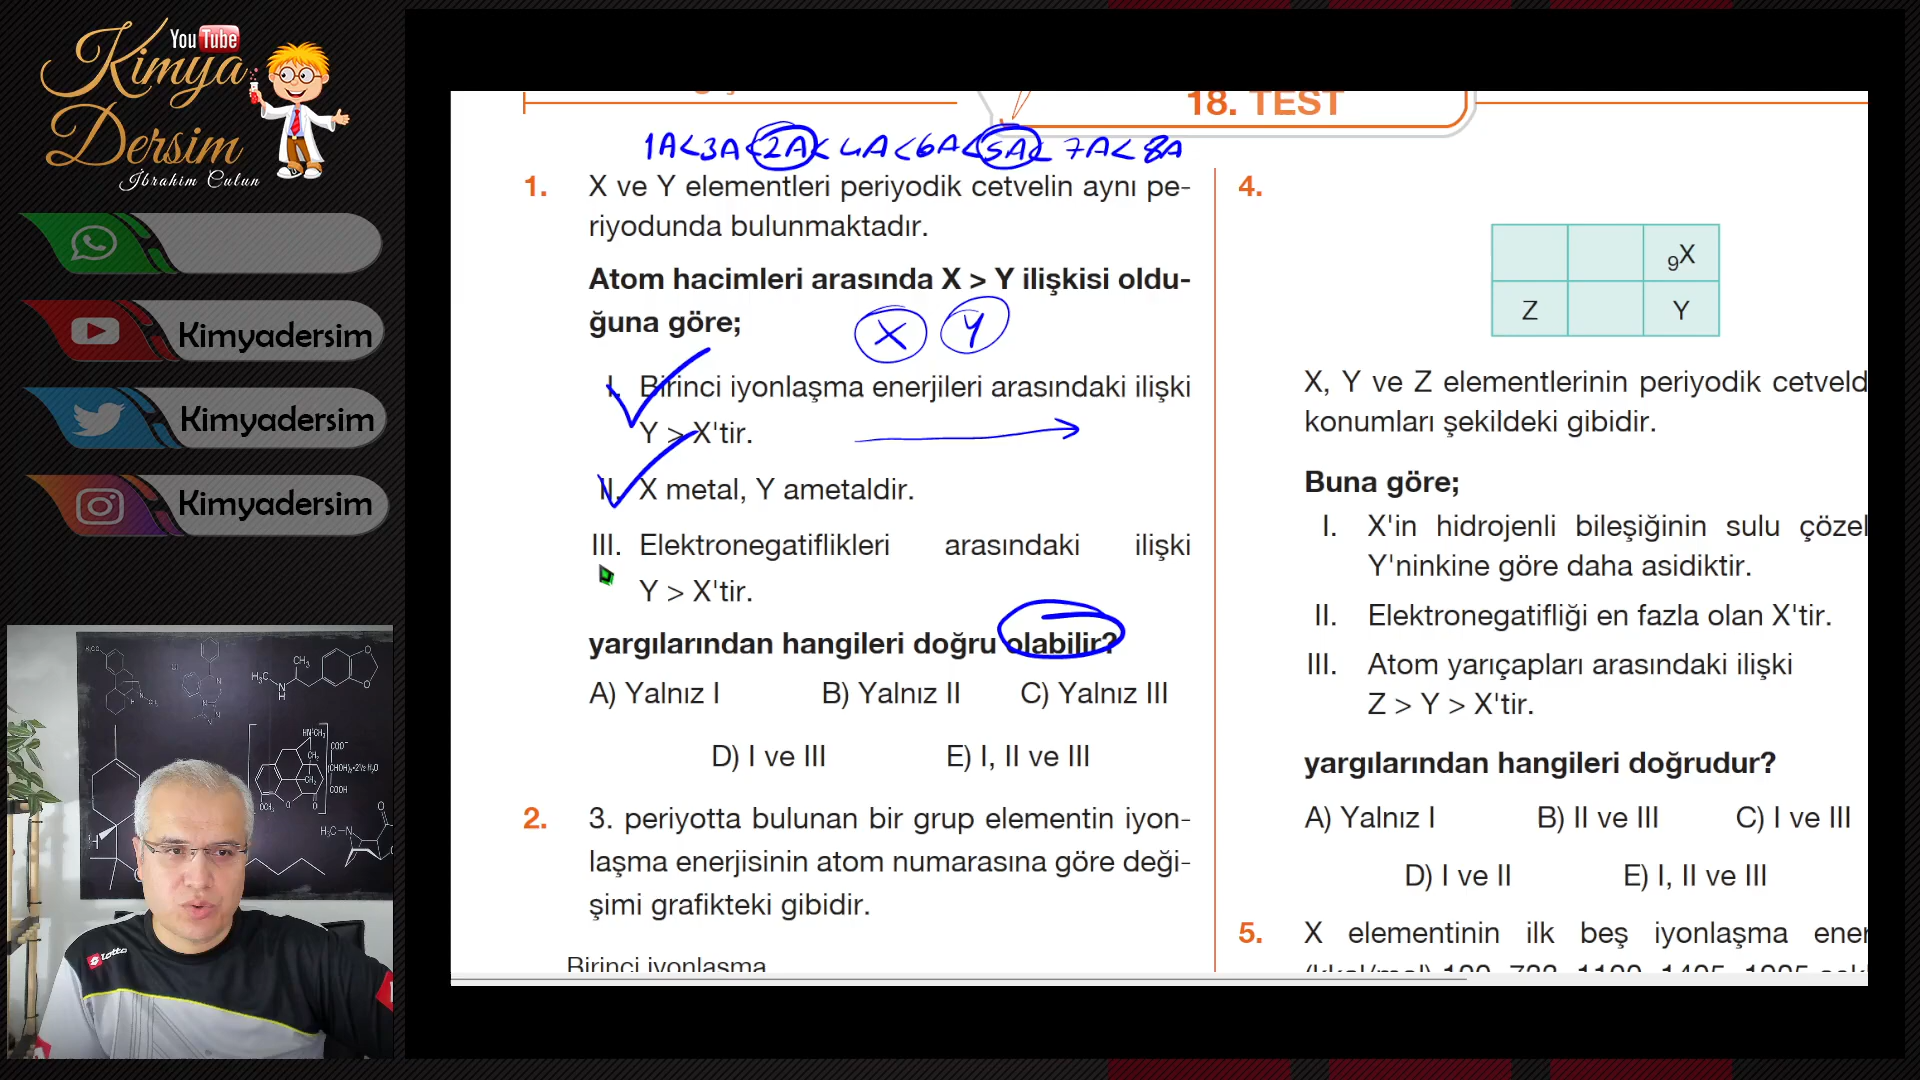 You Tube
Kimya
Dersim
İbrahim Culun
Kimyadersim
Kimyadersim
Kimyadersim
18. TEST
1A<3A<2A<4A<6A<5A<7A<8A
1. X ve Y elementleri periyodik cetvelin aynı pe-
riyodunda bulunmaktadır.
Atom hacimleri arasında X > Y ilişkisi oldu-
ğuna göre;
X Y
I. Birinci iyonlaşma enerjileri arasındaki ilişki
Y > X'tir.
II. X metal, Y ametaldir.
III. Elektronegatiflikleri arasındaki ilişki
Y > X'tir.
yargılarından hangileri doğru olabilir?
A) Yalnız I B) Yalnız II C) Yalnız III
D) I ve III E) I, II ve III
2. 3. periyotta bulunan bir grup elementin iyon-
laşma enerjisinin atom numarasına göre deği-
şimi grafikteki gibidir.
Birinci iyonlaşma
4.
9X
Z Y
X, Y ve Z elementlerinin periyodik cetveld
konumları şekildeki gibidir.
Buna göre;
I. X'in hidrojenli bileşiğinin sulu çözel
Y'ninkine göre daha asidiktir.
II. Elektronegatifliği en fazla olan X'tir.
III. Atom yarıçapları arasındaki ilişki
Z > Y > X'tir.
yargılarından hangileri doğrudur?
A) Yalnız I B) II ve III C) I ve III
D) I ve II E) I, II ve III
5. X elementinin ilk beş iyonlaşma ener
lotto